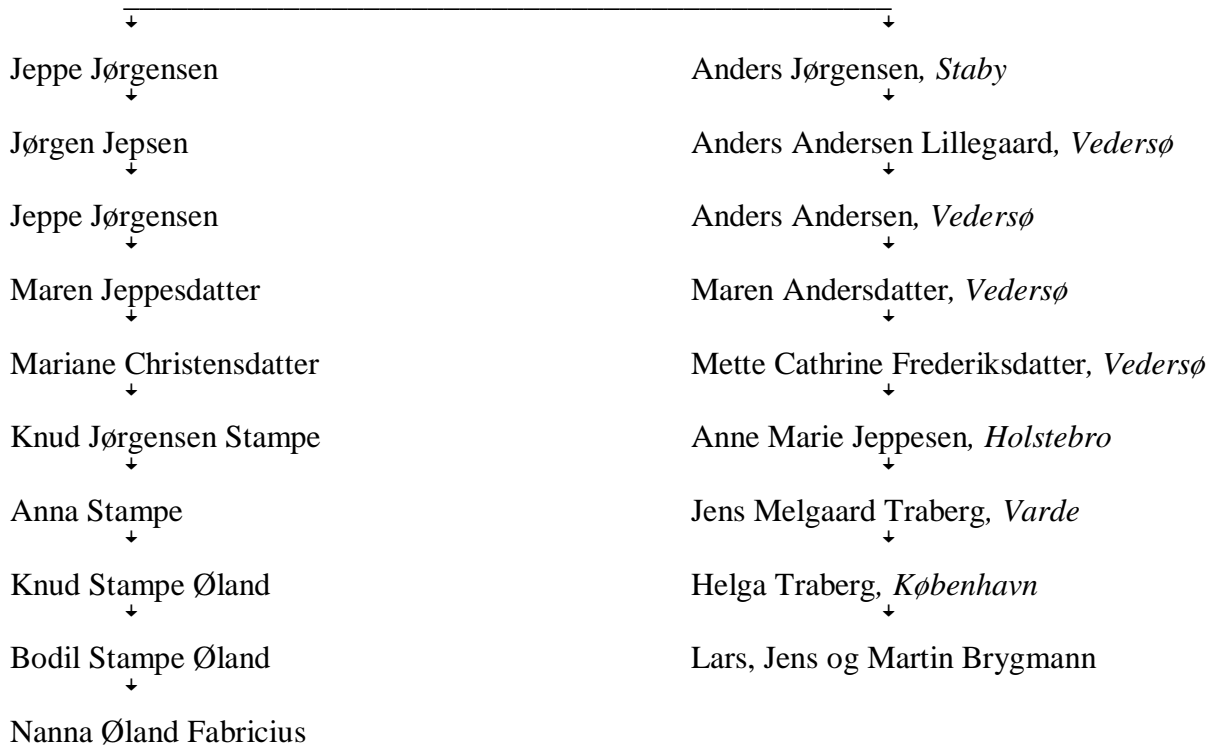 Jeppe Jørgensen
Anders Jørgensen, Staby
Jørgen Jepsen
Anders Andersen Lillegaard, Vedersø
Jeppe Jørgensen
Anders Andersen, Vedersø
Maren Jeppesdatter
Maren Andersdatter, Vedersø
Mariane Christensdatter
Mette Cathrine Frederiksdatter, Vedersø
Knud Jørgensen Stampe
Anne Marie Jeppesen, Holstebro
Anna Stampe
Jens Melgaard Traberg, Varde
Knud Stampe Øland
Helga Traberg, København
Bodil Stampe Øland
Lars, Jens og Martin Brygmann
Nanna Øland Fabricius